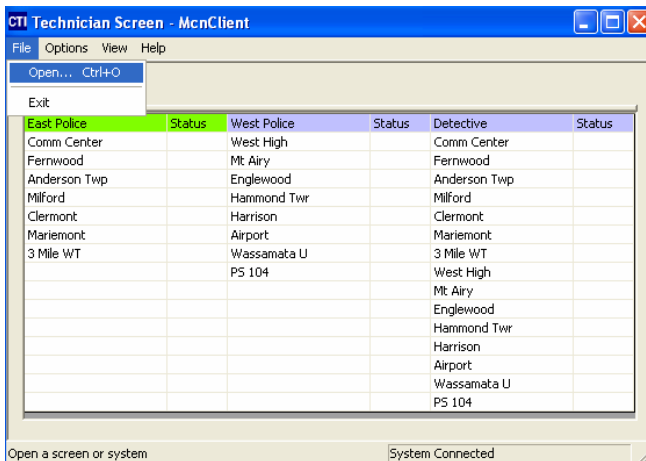 CTI Technician Screen - McnClient
File Options View Help
Open... Ctrl+O
Exit
East Police Status West Police Status Detective Status
Comm Center West High Comm Center
Fernwood Mt Airy Fernwood
Anderson Twp Englewood Anderson Twp
Milford Hammond Twr Milford
Clermont Harrison Clermont
Mariemont Airport Mariemont
3 Mile WT Wassamata U 3 Mile WT
PS 104 West High
Mt Airy
Englewood
Hammond Twr
Harrison
Airport
Wassamata U
PS 104
Open a screen or system System Connected